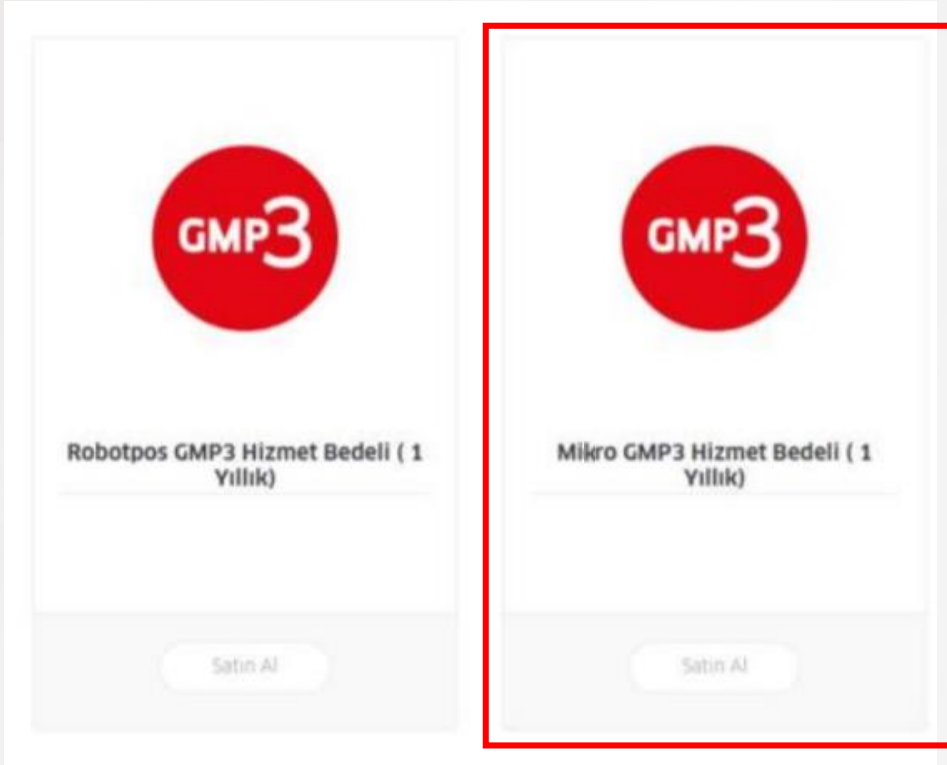 GMP3
Robotpos GMP3 Hizmet Bedeli ( 1
Yıllık)
Satın Al
GMP3
Mikro GMP3 Hizmet Bedeli ( 1
Yıllık)
Satın Al